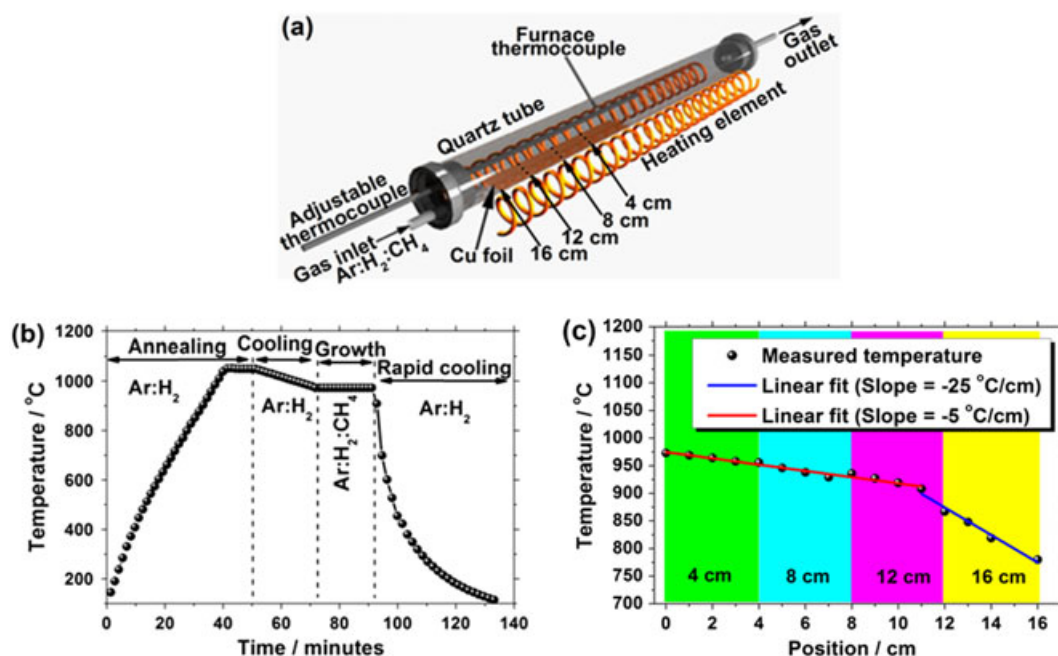 (a)
Furnace
thermocouple
Gas
outlet
Quartz tube
Heating element
Adjustable
thermocouple
4 cm
8 cm
12 cm
16 cm
Cu foil
Gas inlet
Ar:H2:CH4
(b)
1200
1000
800
600
400
200
Temperature / °C
Annealing
Cooling
Growth
Rapid cooling
Ar:H2
Ar:H2
Ar:H2:CH4
Ar:H2
0 20 40 60 80 100 120 140
Time / minutes
(c)
1200
1150
1100
1050
1000
950
900
850
800
750
700
Temperature / °C
Measured temperature
Linear fit (Slope = -25 °C/cm)
Linear fit (Slope = -5 °C/cm)
4 cm 8 cm 12 cm 16 cm
0 2 4 6 8 10 12 14 16
Position / cm